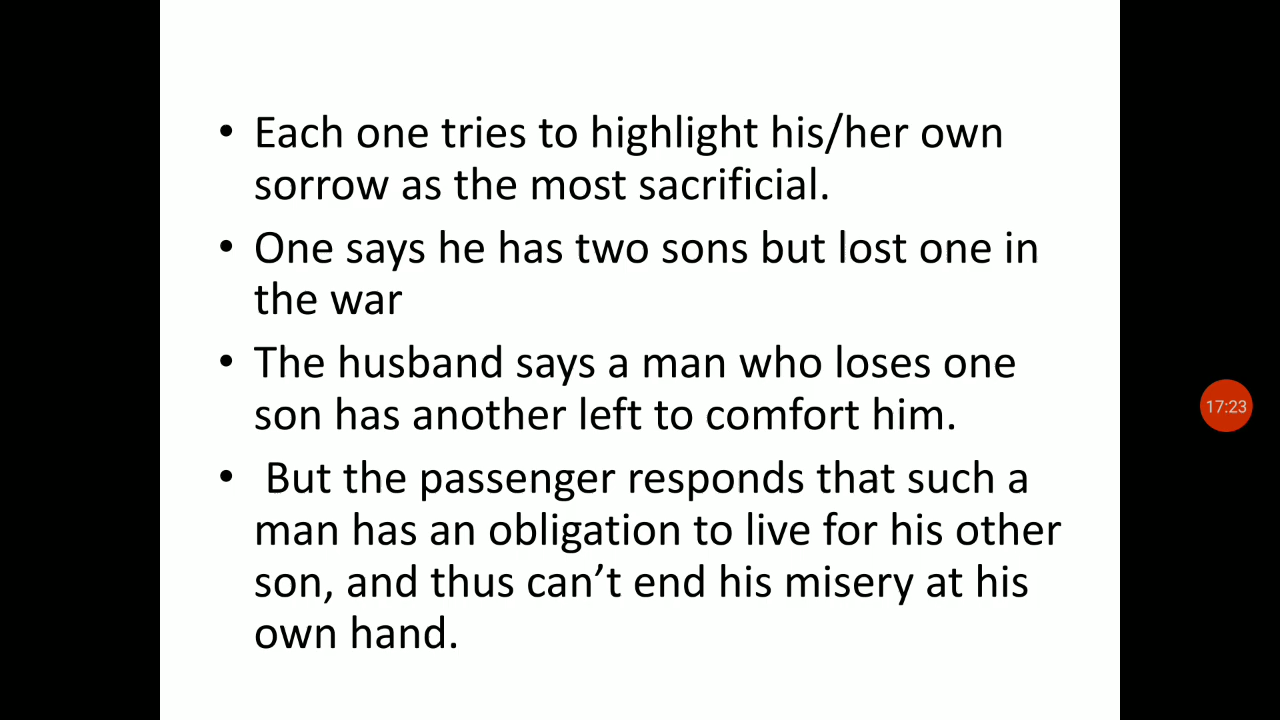 • Each one tries to highlight his/her own
sorrow as the most sacrificial.
• One says he has two sons but lost one in
the war
• The husband says a man who loses one
son has another left to comfort him.
• But the passenger responds that such a
man has an obligation to live for his other
son, and thus can’t end his misery at his
own hand.
17:23